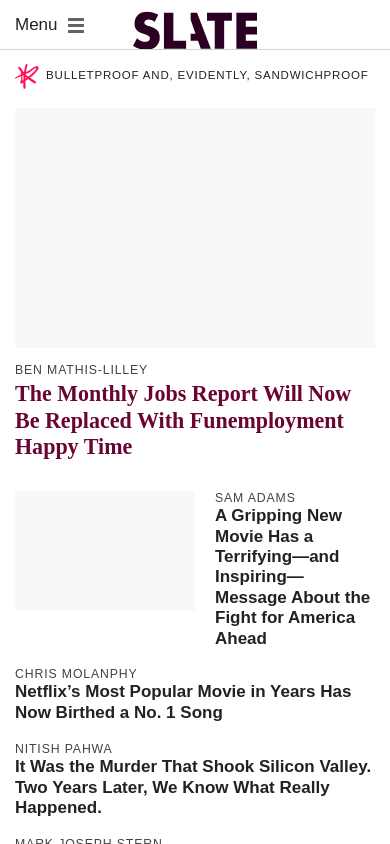 Menu
SLATE
BULLETPROOF AND, EVIDENTLY, SANDWICHPROOF
BEN MATHIS-LILLEY
The Monthly Jobs Report Will Now
Be Replaced With Funemployment
Happy Time
SAM ADAMS
A Gripping New
Movie Has a
Terrifying—and
Inspiring—
Message About the
Fight for America
Ahead
CHRIS MOLANPHY
Netflix’s Most Popular Movie in Years Has
Now Birthed a No. 1 Song
NITISH PAHWA
It Was the Murder That Shook Silicon Valley.
Two Years Later, We Know What Really
Happened.
MARK JOSEPH STERN